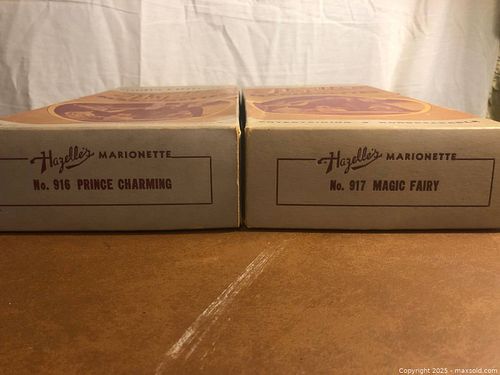 Hazelle's MARIONETTE
No. 916 PRINCE CHARMING
Hazelle's MARIONETTE
No. 917 MAGIC FAIRY
Copyright 2025 - maxsold.com